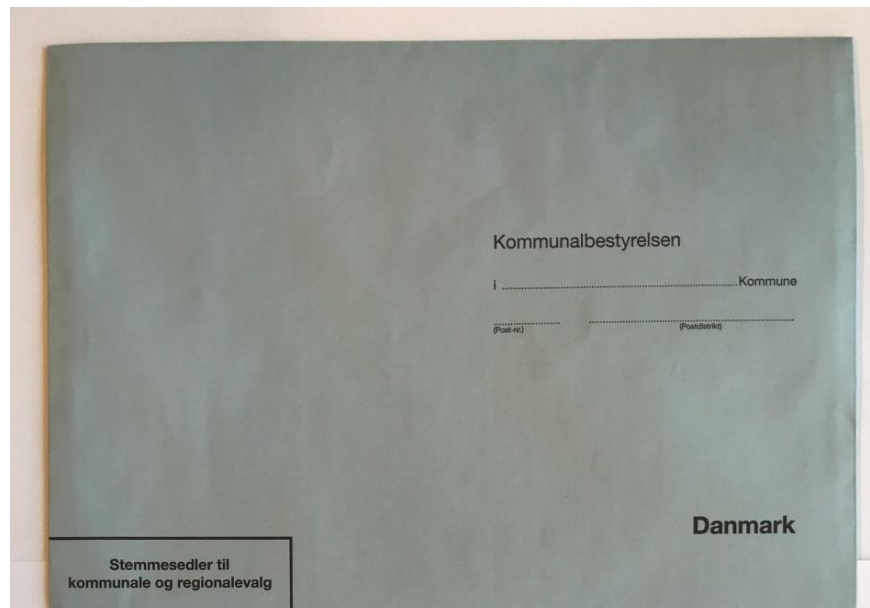 Kommunalbestyrelsen
i ........................................................................ Kommune
(Post-nr.) (Postdistrikt)
Danmark
Stemmesedler til
kommunale og regionalevalg